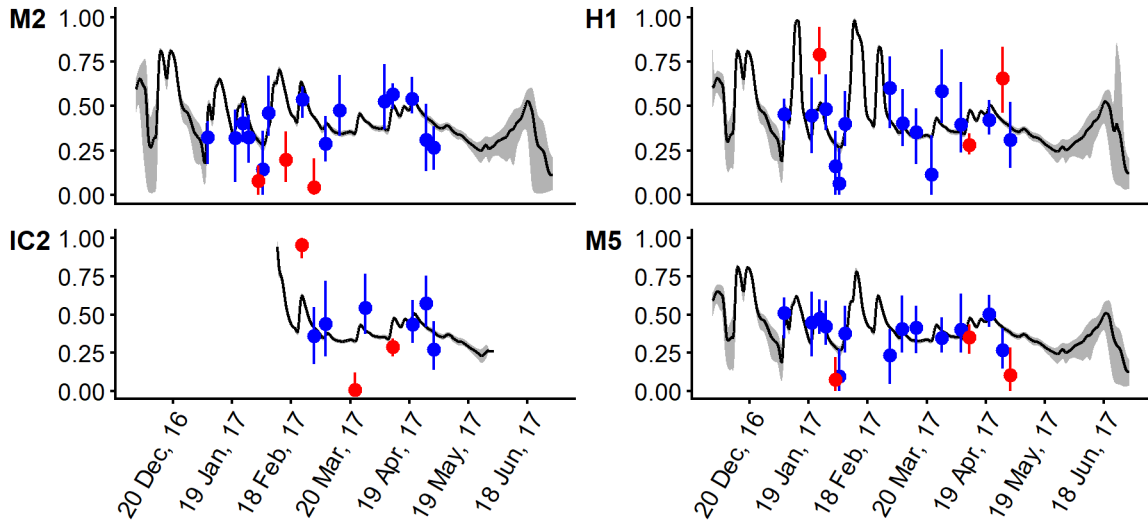 M2
1.00
0.75
0.50
0.25
0.00
H1
1.00
0.75
0.50
0.25
0.00
IC2
1.00
0.75
0.50
0.25
0.00
20 Dec, 16
19 Jan, 17
18 Feb, 17
20 Mar, 17
19 Apr, 17
19 May, 17
18 Jun, 17
M5
1.00
0.75
0.50
0.25
0.00
20 Dec, 16
19 Jan, 17
18 Feb, 17
20 Mar, 17
19 Apr, 17
19 May, 17
18 Jun, 17